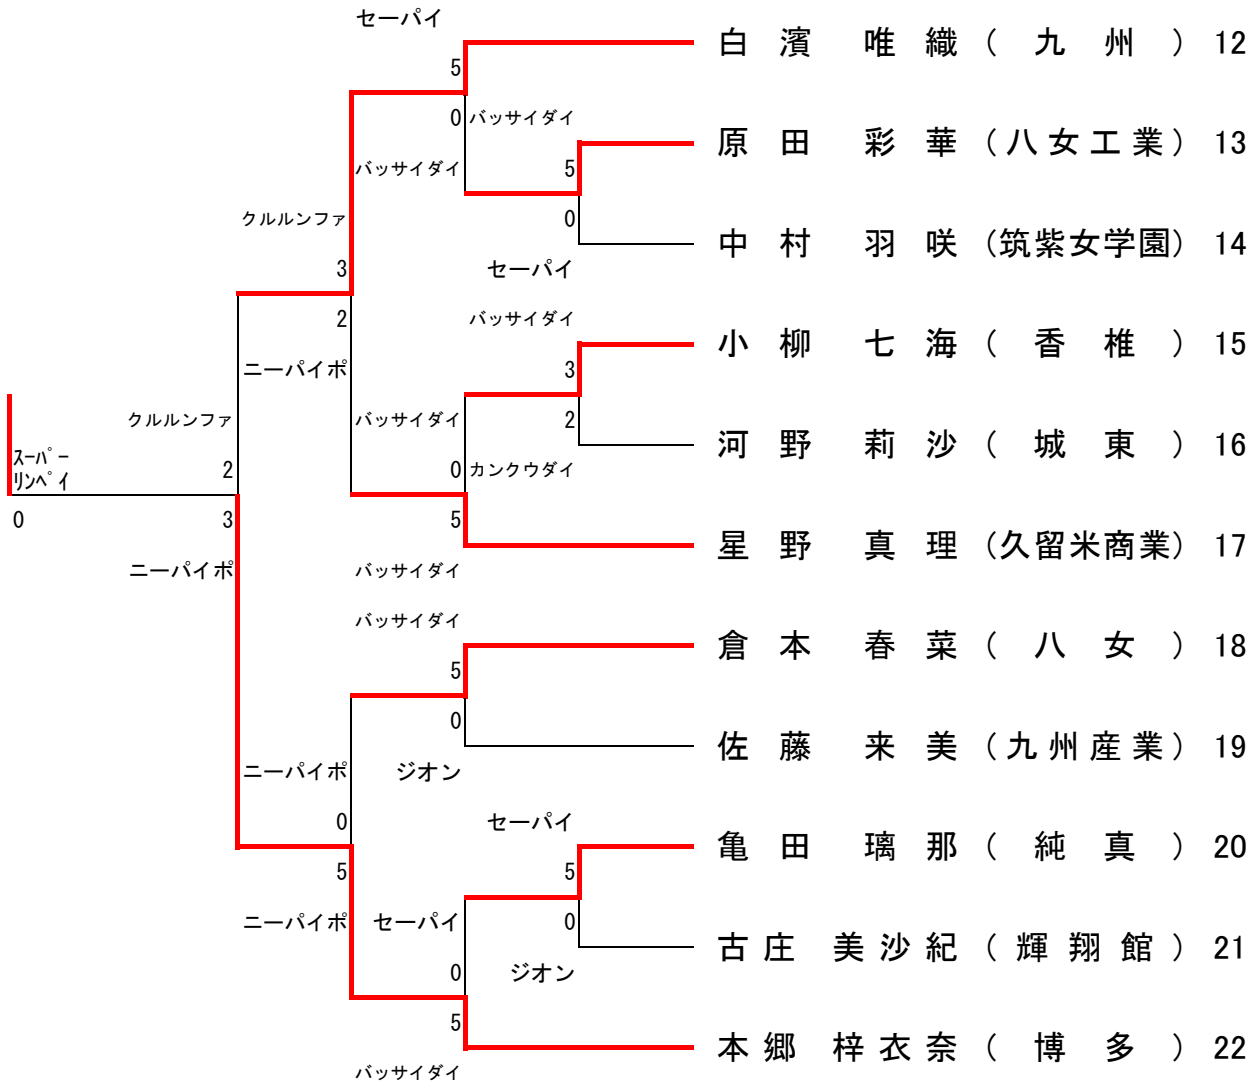 セーパイ
白濱 唯織 ( 九州 ) 12
5
0 バッサイダイ
原田 彩華 (八女工業) 13
バッサイダイ 5
クルルンファ 0
中村 羽咲 (筑紫女学園) 14
3 セーパイ
2 バッサイダイ
小柳 七海 ( 香椎 ) 15
ニーパイポ 3
クルルンファ バッサイダイ 2
河野 莉沙 ( 城東 ) 16
スーパー
リンペイ
2 0 カンクウダイ
0 3 5
星野 真理 (久留米商業) 17
ニーパイポ バッサイダイ
バッサイダイ
倉本 春菜 ( 八女 ) 18
5
0
佐藤 来美 (九州産業) 19
ニーパイポ ジオン
0 セーパイ
亀田 璃那 ( 純真 ) 20
5 5
ニーパイポ セーパイ 0
古庄 美沙紀 ( 輝翔館 ) 21
0 ジオン
5
本郷 梓衣奈 ( 博多 ) 22
バッサイダイ